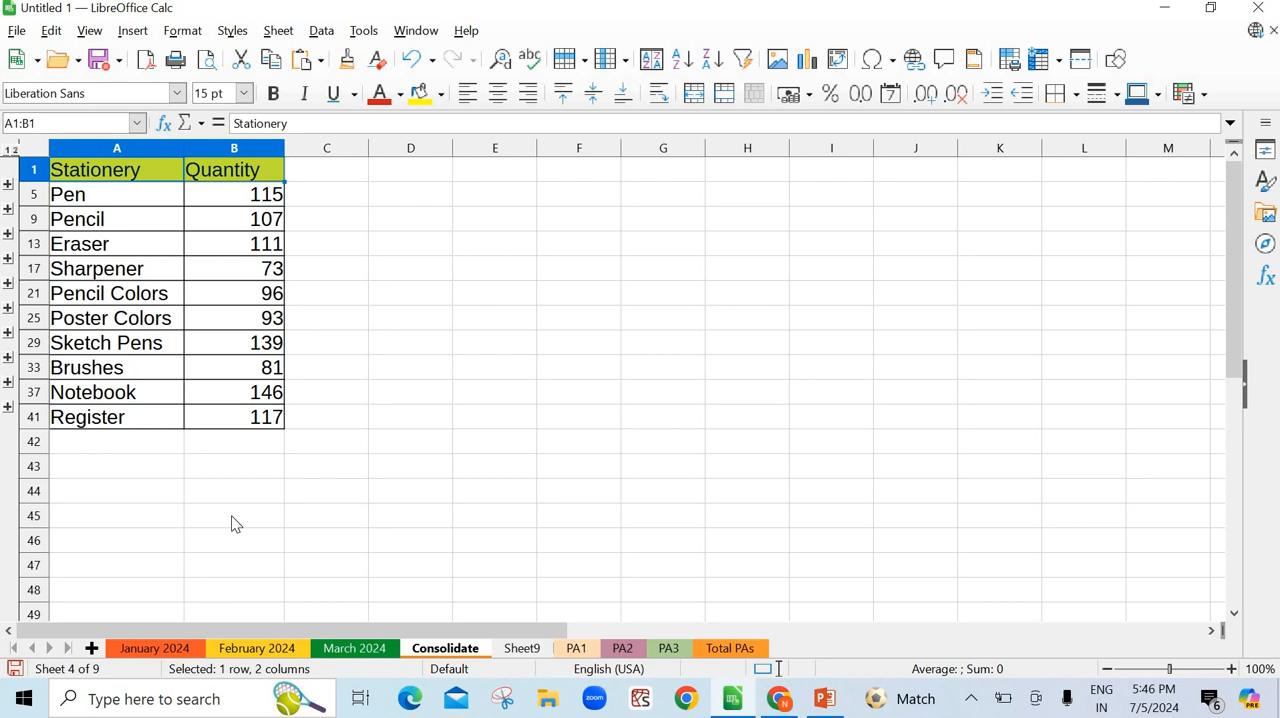 Untitled 1 — LibreOffice Calc
File Edit View Insert Format Styles Sheet Data Tools Window Help
Liberation Sans 15 pt
A1:B1 Stationery
A B C D E F G H I J K L M
1 Stationery Quantity
5 Pen 115
9 Pencil 107
13 Eraser 111
17 Sharpener 73
21 Pencil Colors 96
25 Poster Colors 93
29 Sketch Pens 139
33 Brushes 81
37 Notebook 146
41 Register 117
42
43
44
45
46
47
48
49
January 2024 February 2024 March 2024 Consolidate Sheet9 PA1 PA2 PA3 Total PAs
Sheet 4 of 9 Selected: 1 row, 2 columns Default English (USA) Average: ; Sum: 0 100%
Type here to search zoom Match ENG IN 5:46 PM 7/5/2024 6 PRE